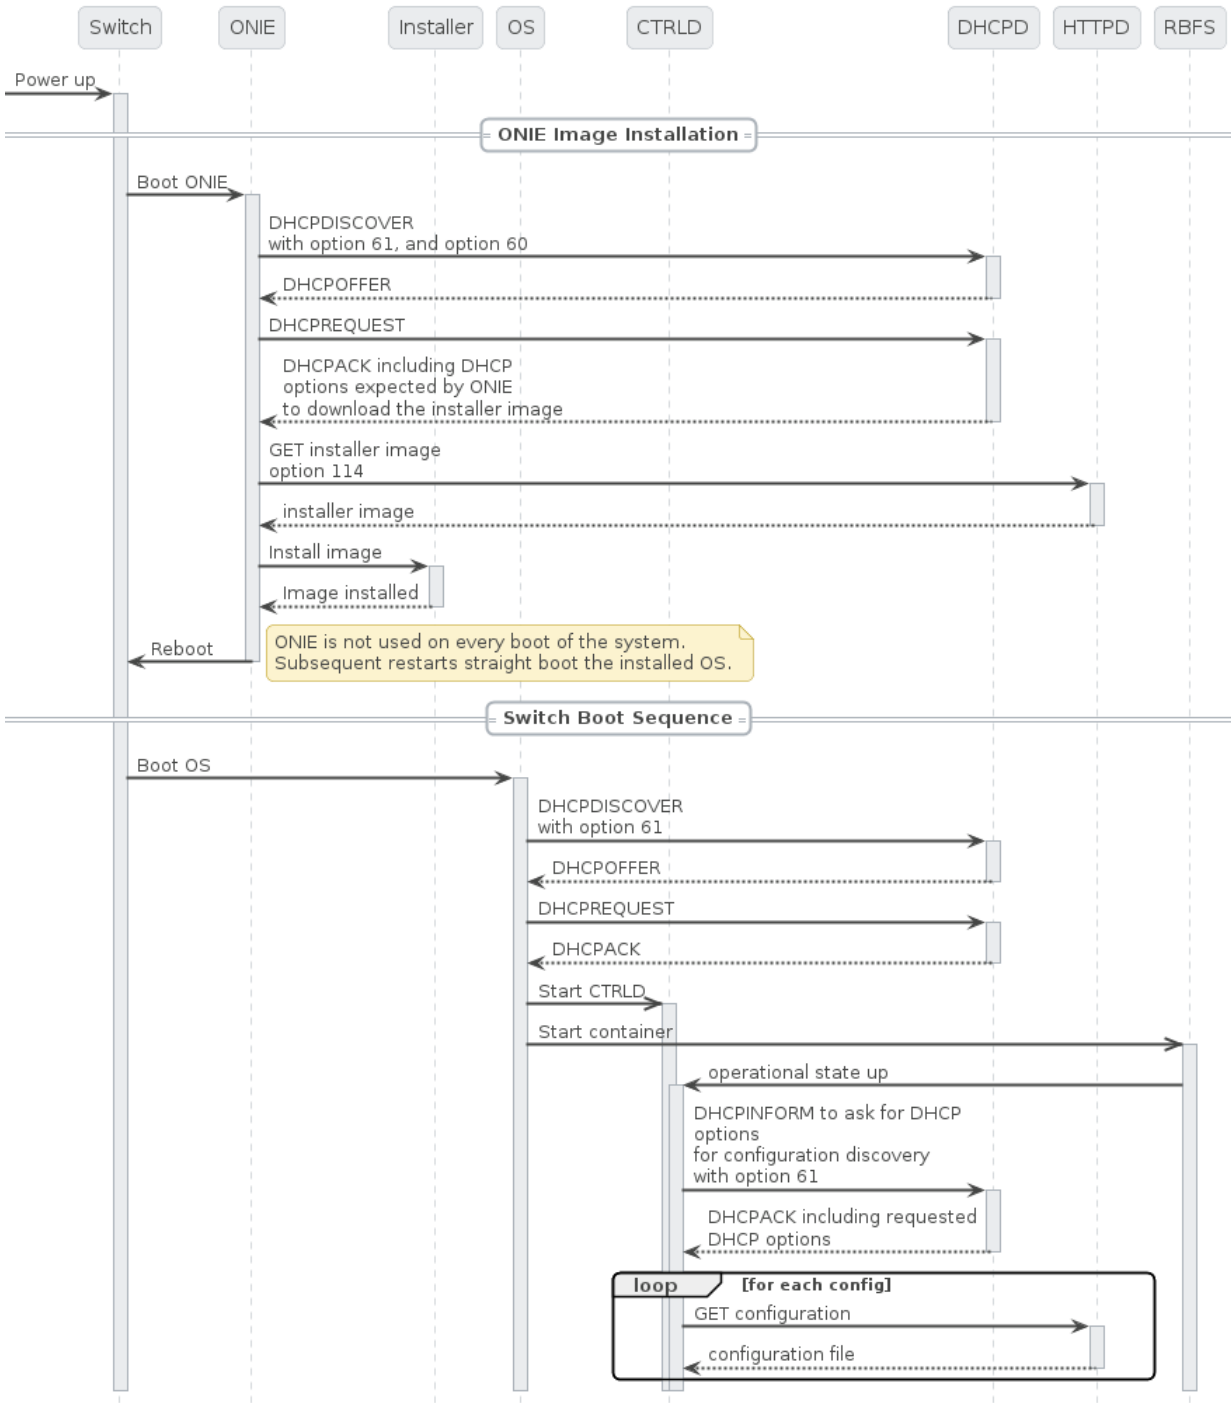 Switch ONIE Installer OS CTRLD DHCPD HTTPD RBFS
Power up
ONIE Image Installation
Boot ONIE
DHCPDISCOVER
with option 61, and option 60
DHCPOFFER
DHCPREQUEST
DHCPACK including DHCP
options expected by ONIE
to download the installer image
GET installer image
option 114
installer image
Install image
Image installed
ONIE is not used on every boot of the system.
Subsequent restarts straight boot the installed OS.
Reboot
Switch Boot Sequence
Boot OS
DHCPDISCOVER
with option 61
DHCPOFFER
DHCPREQUEST
DHCPACK
Start CTRLD
Start container
operational state up
DHCPINFORM to ask for DHCP
options
for configuration discovery
with option 61
DHCPACK including requested
DHCP options
loop [for each config]
GET configuration
configuration file